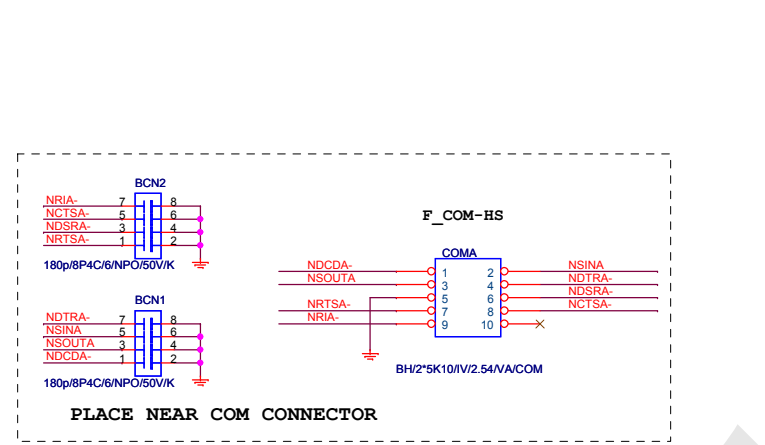 BCN2
NRIA- 7 8
NCTSA- 5 6
NDSRA- 3 4
NRTSA- 1 2
180p/8P4C/6/NPO/50V/K
BCN1
NDTRA- 7 8
NSINA 5 6
NSOUTA 3 4
NDCDA- 1 2
180p/8P4C/6/NPO/50V/K
F_COM-HS
COMA
NDCDA- 1 2 NSINA
NSOUTA 3 4 NDTRA-
5 6 NDSRA-
NRTSA- 7 8 NCTSA-
NRIA- 9 10
BH/2*5K10/IV/2.54/VA/COM
PLACE NEAR COM CONNECTOR